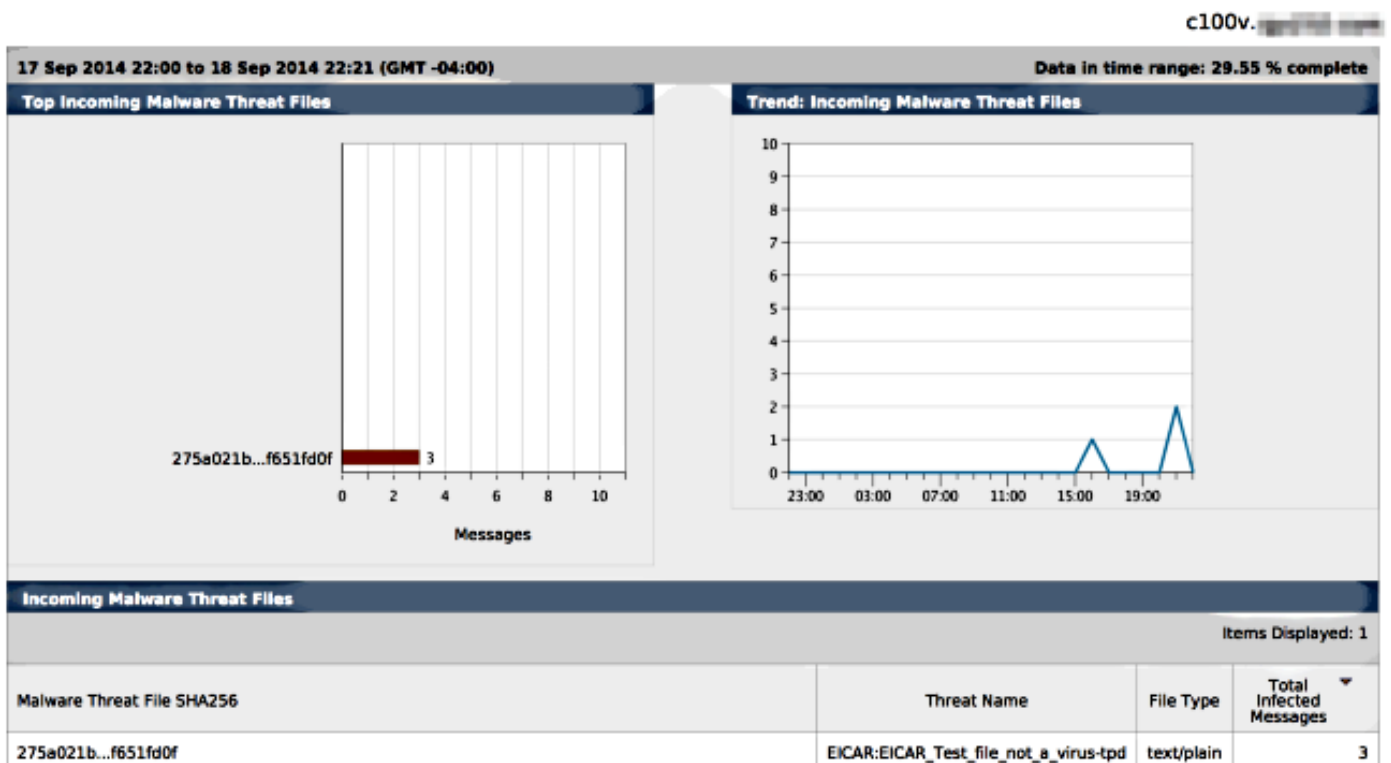 c100v.
17 Sep 2014 22:00 to 18 Sep 2014 22:21 (GMT -04:00)
Data in time range: 29.55 % complete
Top Incoming Malware Threat Files
275a021b...f651fd0f
3
0 2 4 6 8 10
Messages
Trend: Incoming Malware Threat Files
10
9
8
7
6
5
4
3
2
1
0
23:00 03:00 07:00 11:00 15:00 19:00
Incoming Malware Threat Files
Items Displayed: 1
Malware Threat File SHA256
Threat Name
File Type
Total
Infected
Messages
275a021b...f651fd0f
EICAR:EICAR_Test_file_not_a_virus-tpd
text/plain
3